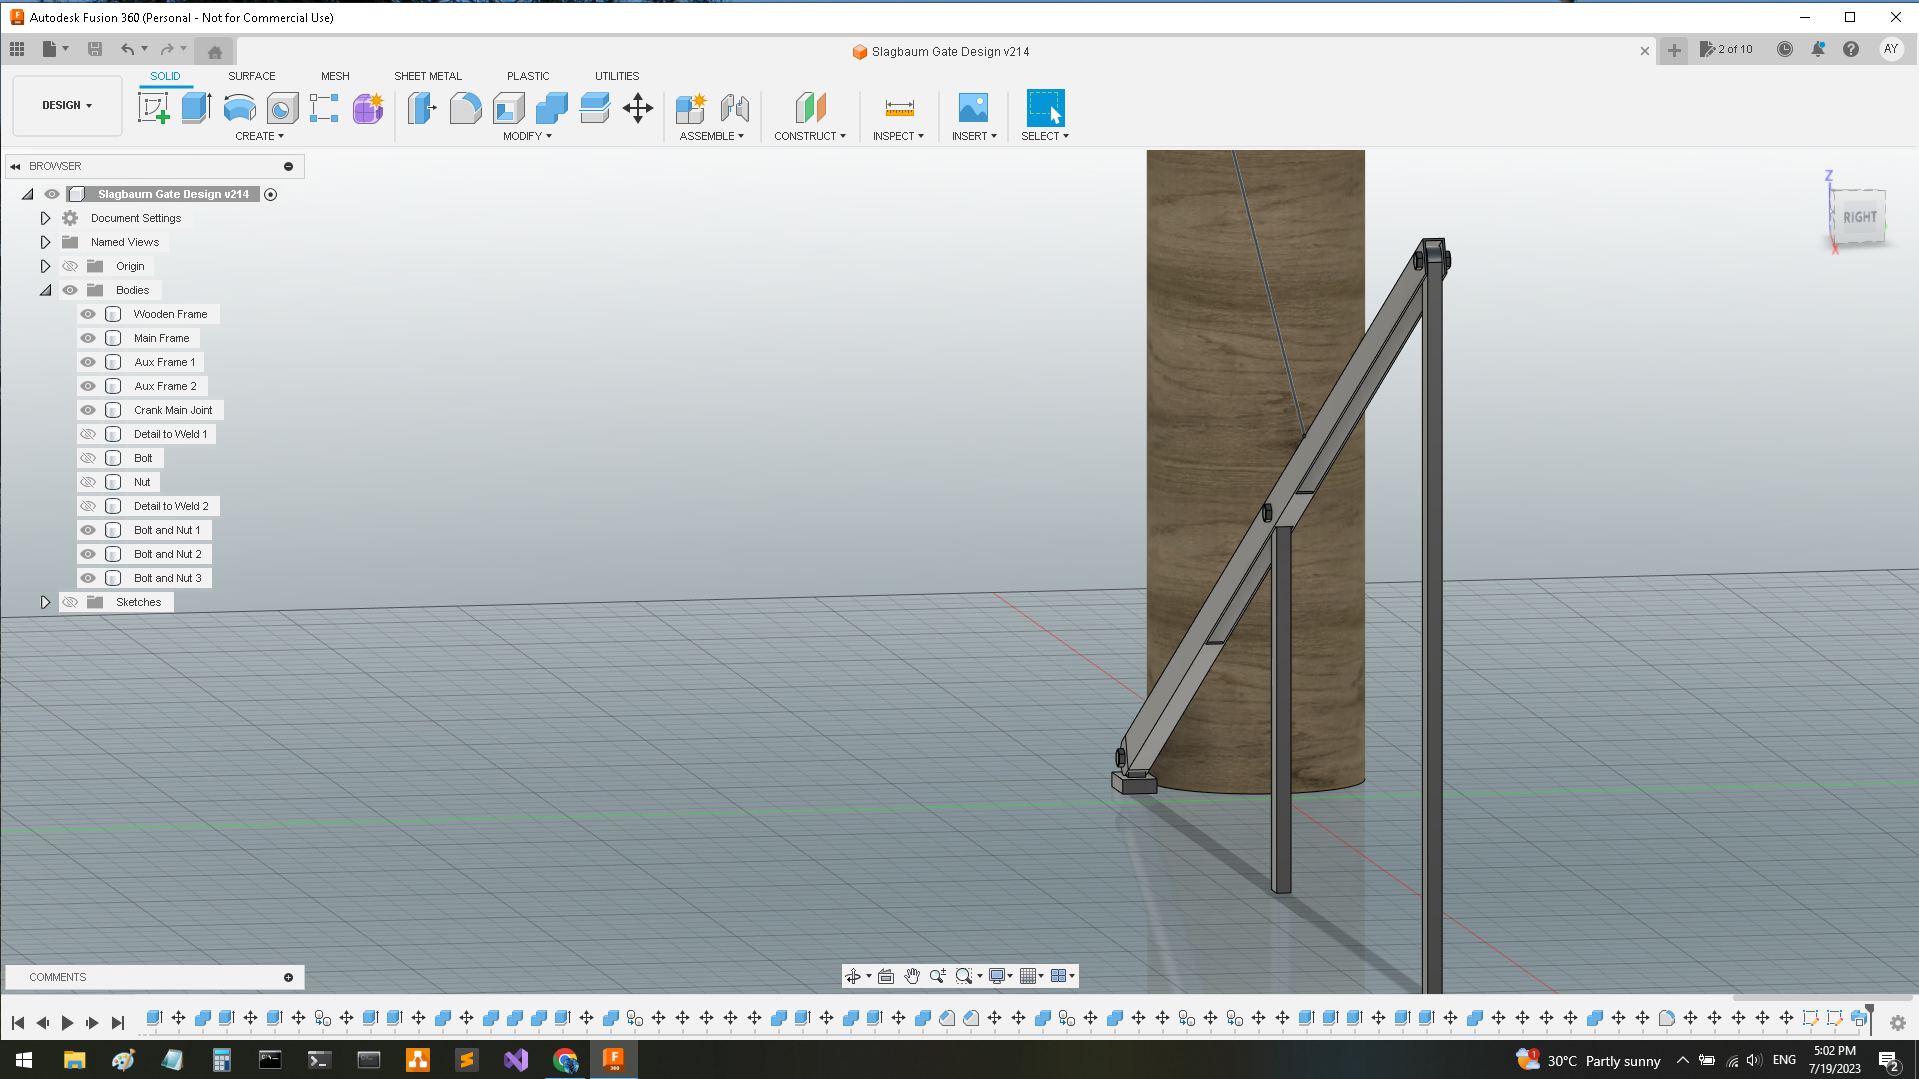 Autodesk Fusion 360 (Personal - Not for Commercial Use)
Slagbaum Gate Design v214
2 of 10
AY
SOLID SURFACE MESH SHEET METAL PLASTIC UTILITIES
DESIGN
CREATE MODIFY ASSEMBLE CONSTRUCT INSPECT INSERT SELECT
BROWSER
Slagbaum Gate Design v214
Document Settings
Named Views
Origin
Bodies
Wooden Frame
Main Frame
Aux Frame 1
Aux Frame 2
Crank Main Joint
Detail to Weld 1
Bolt
Nut
Detail to Weld 2
Bolt and Nut 1
Bolt and Nut 2
Bolt and Nut 3
Sketches
Z
RIGHT
X
COMMENTS
1
30°C Partly sunny
ENG
5:02 PM
7/19/2023
2
F
360